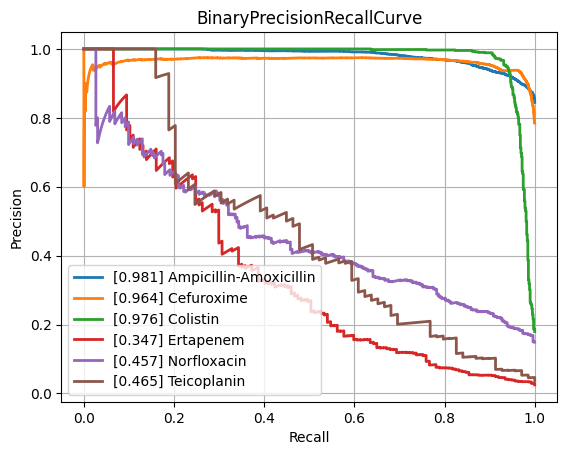 BinaryPrecisionRecallCurve
1.0
0.8
0.6
0.4
0.2
0.0
Precision
[0.981] Ampicillin-Amoxicillin
[0.964] Cefuroxime
[0.976] Colistin
[0.347] Ertapenem
[0.457] Norfloxacin
[0.465] Teicoplanin
0.0 0.2 0.4 0.6 0.8 1.0
Recall